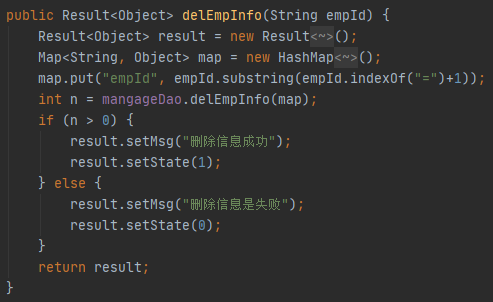 public Result<Object> delEmpInfo(String empId) {
    Result<Object> result = new Result<~>();
    Map<String, Object> map = new HashMap<~>();
    map.put("empId", empId.substring(empId.indexOf("=")+1));
    int n = mangageDao.delEmpInfo(map);
    if (n > 0) {
        result.setMsg("删除信息成功");
        result.setState(1);
    } else {
        result.setMsg("删除信息是失败");
        result.setState(0);
    }
    return result;
}